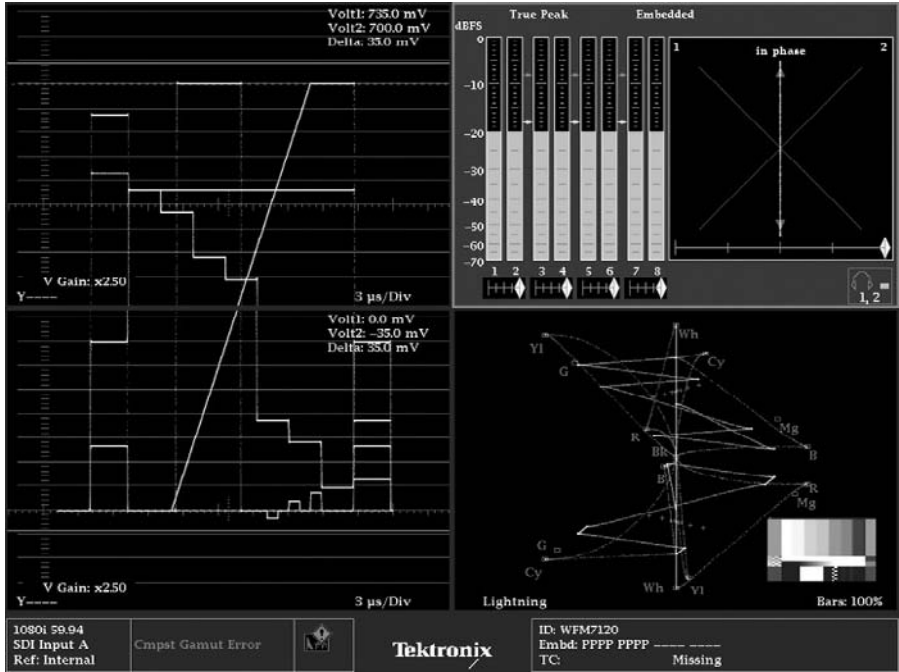 Volt1: 735.0 mV
Volt2: 700.0 mV
Delta: 35.0 mV
V Gain: x2.50
Y----
3 µs/Div
True Peak
Embedded
dBFS
0
-10
-20
-30
-40
-50
-60
-70
1 2 3 4 5 6 7 8
1
in phase
2
1, 2
Volt1: 0.0 mV
Volt2: -35.0 mV
Delta: 35.0 mV
V Gain: x2.50
Y----
3 µs/Div
Yl
Wh
Cy
G
Mg
R
B
Bk
B
R
Mg
G
Cy
Wh
Yl
Lightning
Bars: 100%
1080i 59.94
SDI Input A
Ref: Internal
Cmpst Gamut Error
Tektronix
ID: WFM7120
Embd: PPPP PPPP ---- ----
TC: Missing